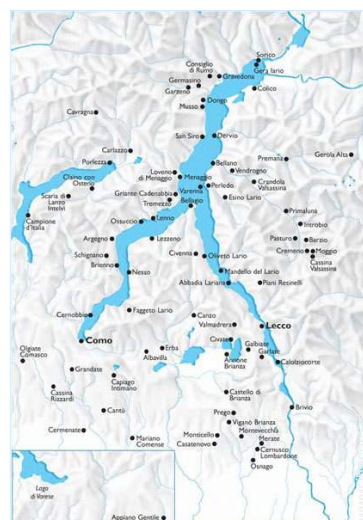 Sorico
Gera lario
Consiglio
di Rumo
Gravedona
Germasino
Garzeno
Colico
Dongo
Musso
Cavragna
San Siro
Dervio
Carlazzo
Porlezza
Bellano
Premana
Gerola Alta
Claino con
Osteno
Loveno
di Menaggio
Menaggio
Vendrogno
Crandola
Valsassina
Scaria di
Lanzo
Intelvi
Griante Cadenabbia
Varenna
Perledo
Tremezzo
Esino Lario
Bellagio
Campione
d'Italia
Ossuccio
Lenno
Primaluna
Introbio
Argegno
Lezzeno
Pasturo
Barzio
Schignano
Civenna
Oliveto Lario
Cremeno
Moggio
Cassina
Valsassina
Brienno
Nesso
Mandello del Lario
Abbadia Lariana
Piani Resinelli
Cernobbio
Faggeto Lario
Canzo
Valmadrera
Lecco
Como
Civate
Olgiate
Comasco
Erba
Albavilla
Galbiate
Garlate
Annone
Brianza
Calolziocorte
Grandate
Capiago
Intimiano
Cassina
Rizzardi
Castello di
Brianza
Cantù
Prego
Brivio
Viganò Brianza
Cermenate
Mariano
Comense
Monticello
Montevecchia
Casatenovo
Merate
Cernusco
Lombardone
Osnago
Lago
di Varese
Appiano Gentile